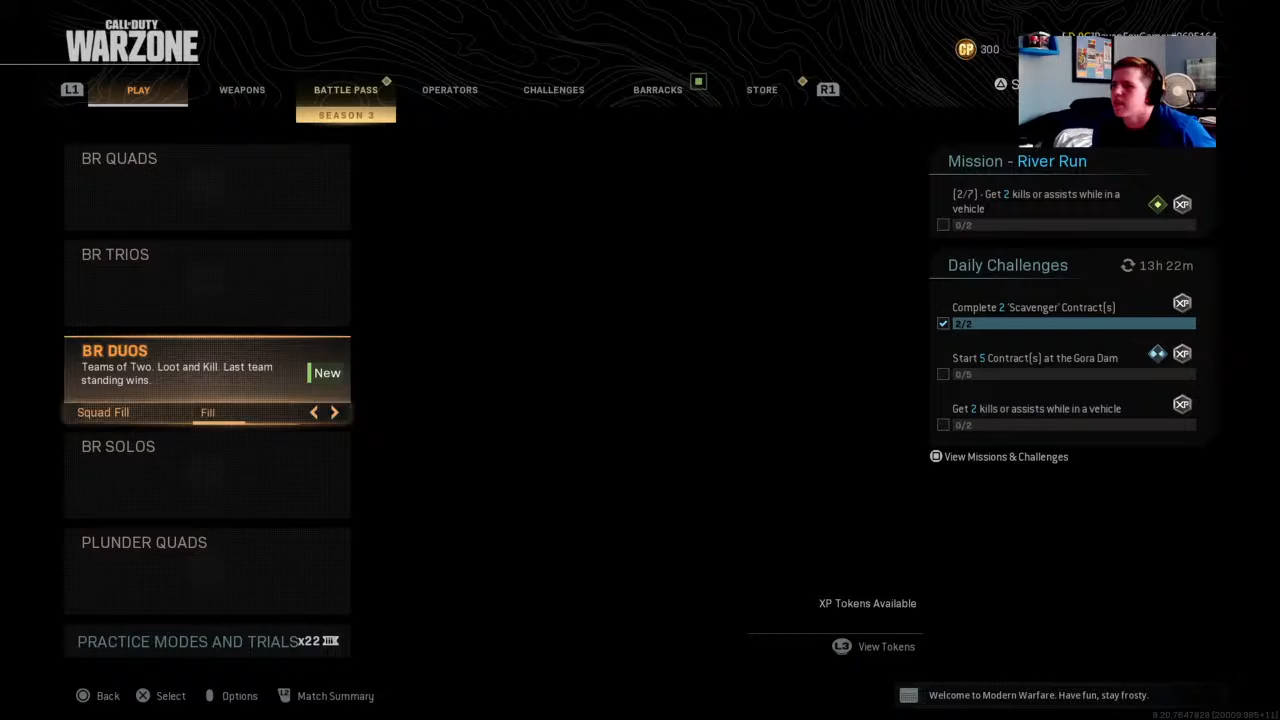 CALL OF DUTY
WARZONE
CP 300
L1 PLAY WEAPONS BATTLE PASS OPERATORS CHALLENGES BARRACKS STORE R1
SEASON 3
BR QUADS
BR TRIOS
BR DUOS
Teams of Two. Loot and Kill. Last team
standing wins.
New
Squad Fill Fill
BR SOLOS
PLUNDER QUADS
PRACTICE MODES AND TRIALS x22
Mission - River Run
(2/7) - Get 2 kills or assists while in a
vehicle
XP
0/2
Daily Challenges 13h 22m
Complete 2 'Scavenger' Contract(s)
XP
2/2
Start 5 Contract(s) at the Gora Dam
XP
0/5
Get 2 kills or assists while in a vehicle
XP
0/2
View Missions & Challenges
XP Tokens Available
L3 View Tokens
Back Select Options L2 Match Summary
Welcome to Modern Warfare. Have fun, stay frosty.